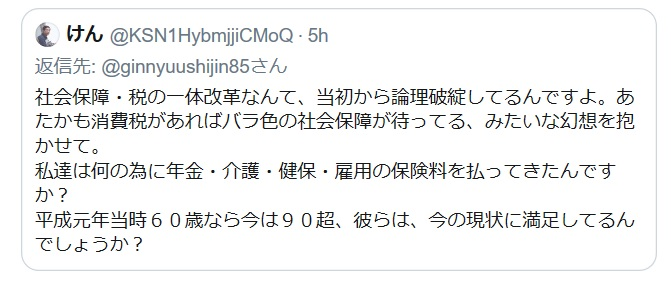 けん @KSN1HybmjjiCMoQ · 5h
返信先: @ginnyuushijin85さん
社会保障・税の一体改革なんて、当初から論理破綻してるんですよ。あ
たかも消費税があればバラ色の社会保障が待ってる、みたいな幻想を抱
かせて。
私達は何の為に年金・介護・健保・雇用の保険料を払ってきたんです
か？
平成元年当時６０歳なら今は９０超、彼らは、今の現状に満足してるん
でしょうか？